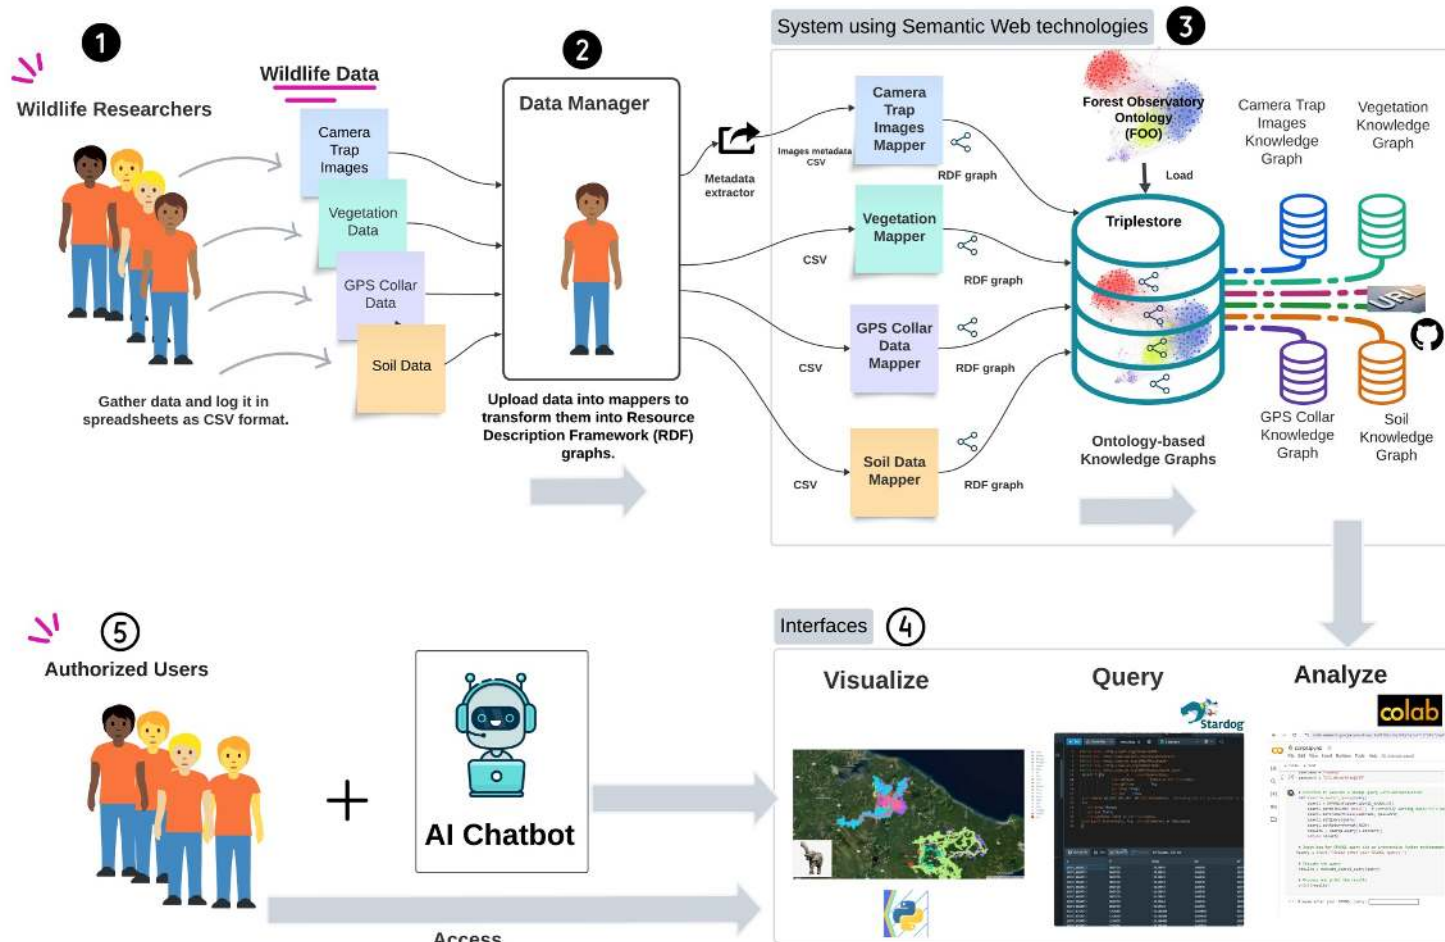 1
Wildlife Researchers
Gather data and log it in
spreadsheets as CSV format.
Wildlife Data
Camera
Trap
Images
Vegetation
Data
GPS Collar
Data
Soil Data
2
Data Manager
Upload data into mappers to
transform them into Resource
Description Framework (RDF)
graphs.
System using Semantic Web technologies
3
Metadata
extractor
Images metadata
CSV
Camera
Trap
Images
Mapper
RDF graph
CSV
Vegetation
Mapper
RDF graph
CSV
GPS Collar
Data
Mapper
RDF graph
CSV
Soil Data
Mapper
RDF graph
Forest Observatory
Ontology
(FOO)
Load
Triplestore
Ontology-based
Knowledge Graphs
Camera Trap
Images
Knowledge
Graph
Vegetation
Knowledge
Graph
URL
GPS Collar
Knowledge
Graph
Soil
Knowledge
Graph
5
Authorized Users
+
AI Chatbot
Access
Interfaces
4
Visualize
Query
Stardog
Analyze
colab